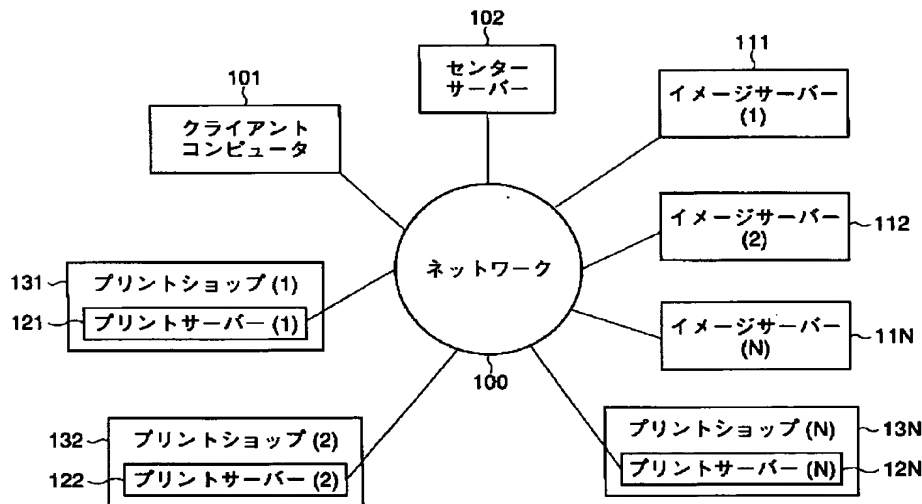 102
センター
サーバー
111
イメージサーバー
(1)
101
クライアント
コンピュータ
イメージサーバー
(2)
112
ネットワーク
100
131
プリントショップ (1)
121
プリントサーバー (1)
イメージサーバー
(N)
11N
132
プリントショップ (2)
122
プリントサーバー (2)
プリントショップ (N)
13N
プリントサーバー (N)
12N